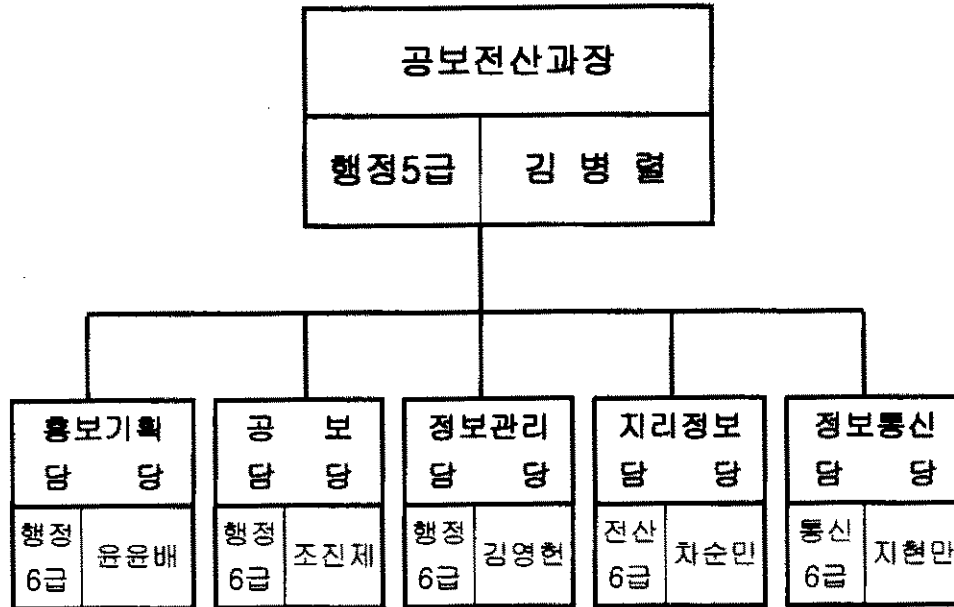 공보전산과장
행정5급 김 병 렬
홍보기획 담 당
행정 6급 윤윤배
공 보 담 당
행정 6급 조진제
정보관리 담 당
행정 6급 김영헌
지리정보 담 당
전산 6급 차순민
정보통신 담 당
통신 6급 지현만